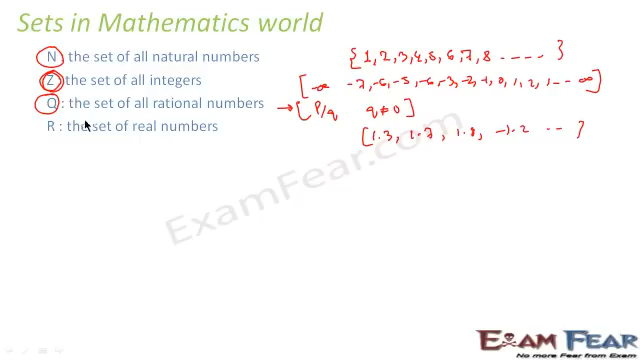 Sets in Mathematics world
N : the set of all natural numbers
{1, 2, 3, 4, 5, 6, 7, 8 ---- }
Z : the set of all integers
[-∞ -7, -6, -5, -6, -3, -2, -1, 0, 1, 2, 1 -- ∞]
Q : the set of all rational numbers
→ [ P/q q≠0 ]
R : the set of real numbers
[1.3, 1.7, 1.8, -1.2 -- }
ExamFear.com
EXAM FEAR
No more fear from exams